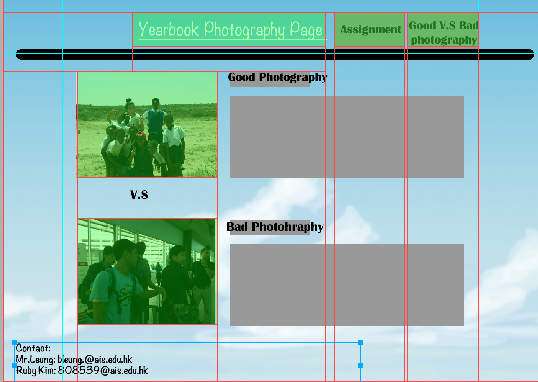 Yearbook Photography Page
Assignment
Good V.S Bad
photography
Good Photography
V.S
Bad Photohraphy
Contact:
Mr.Leung: bleung.@ais.edu.hk
Ruby Kim: 808539@ais.edu.hk